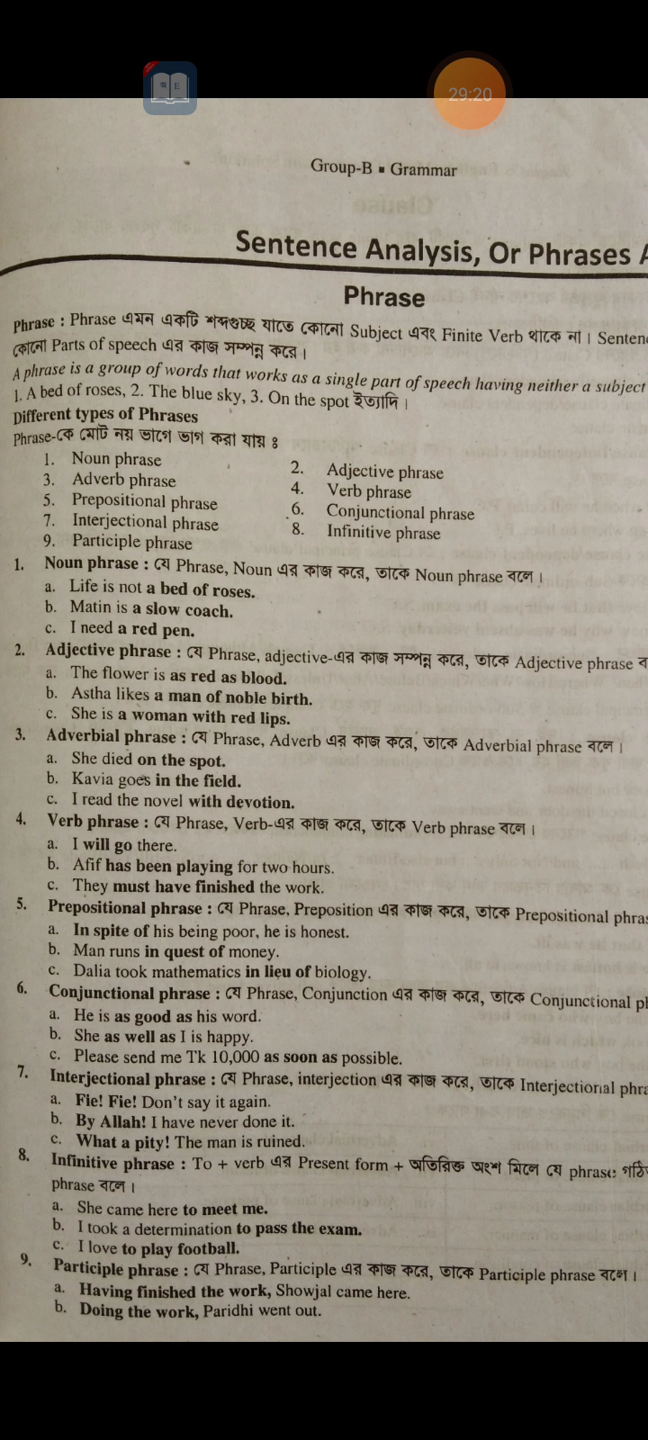 29:20
Group-B ▪ Grammar
Sentence Analysis, Or Phrases
Phrase
Phrase : Phrase এমন একটি শব্দগুচ্ছ যাতে কোনো Subject এবং Finite Verb থাকে না।
কোনো Parts of speech এর কাজ সম্পন্ন করে।
A phrase is a group of words that works as a single part of speech having neither a subject
1. A bed of roses, 2. The blue sky, 3. On the spot ইত্যাদি।
Different types of Phrases
Phrase-কে মোট নয় ভাগে ভাগ করা যায় ঃ
1. Noun phrase 2. Adjective phrase
3. Adverb phrase 4. Verb phrase
5. Prepositional phrase 6. Conjunctional phrase
7. Interjectional phrase 8. Infinitive phrase
9. Participle phrase
1. Noun phrase : যে Phrase, Noun এর কাজ করে, তাকে Noun phrase বলে।
a. Life is not a bed of roses.
b. Matin is a slow coach.
c. I need a red pen.
2. Adjective phrase : যে Phrase, adjective-এর কাজ সম্পন্ন করে, তাকে Adjective phrase
a. The flower is as red as blood.
b. Astha likes a man of noble birth.
c. She is a woman with red lips.
3. Adverbial phrase : যে Phrase, Adverb এর কাজ করে, তাকে Adverbial phrase বলে।
a. She died on the spot.
b. Kavia goes in the field.
c. I read the novel with devotion.
4. Verb phrase : যে Phrase, Verb-এর কাজ করে, তাকে Verb phrase বলে।
a. I will go there.
b. Afif has been playing for two hours.
c. They must have finished the work.
5. Prepositional phrase : যে Phrase, Preposition এর কাজ করে, তাকে Prepositional
a. In spite of his being poor, he is honest.
b. Man runs in quest of money.
c. Dalia took mathematics in lieu of biology.
6. Conjunctional phrase : যে Phrase, Conjunction এর কাজ করে, তাকে Conjunctional
a. He is as good as his word.
b. She as well as I is happy.
c. Please send me Tk 10,000 as soon as possible.
7. Interjectional phrase : যে Phrase, interjection এর কাজ করে, তাকে Interjectional
a. Fie! Fie! Don't say it again.
b. By Allah! I have never done it.
c. What a pity! The man is ruined.
8. Infinitive phrase : To + verb এর Present form + অতিরিক্ত অংশ মিলে যে phrase
phrase বলে।
a. She came here to meet me.
b. I took a determination to pass the exam.
c. I love to play football.
9. Participle phrase : যে Phrase, Participle এর কাজ করে, তাকে Participle phrase বলে।
a. Having finished the work, Showjal came here.
b. Doing the work, Paridhi went out.